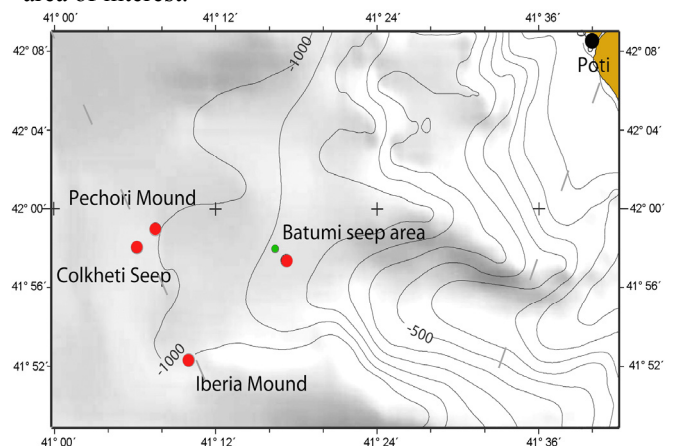 area of interest.
41° 00′ 41° 12′ 41° 24′ 41° 36′
42° 08′ 42° 08′
-1000
Poti
42° 04′ 42° 04′
Pechori Mound
42° 00′ 42° 00′
Batumi seep area
Colkheti Seep
41° 56′ 41° 56′
-500
-1000
41° 52′ 41° 52′
Iberia Mound
41° 00′ 41° 12′ 41° 24′ 41° 36′